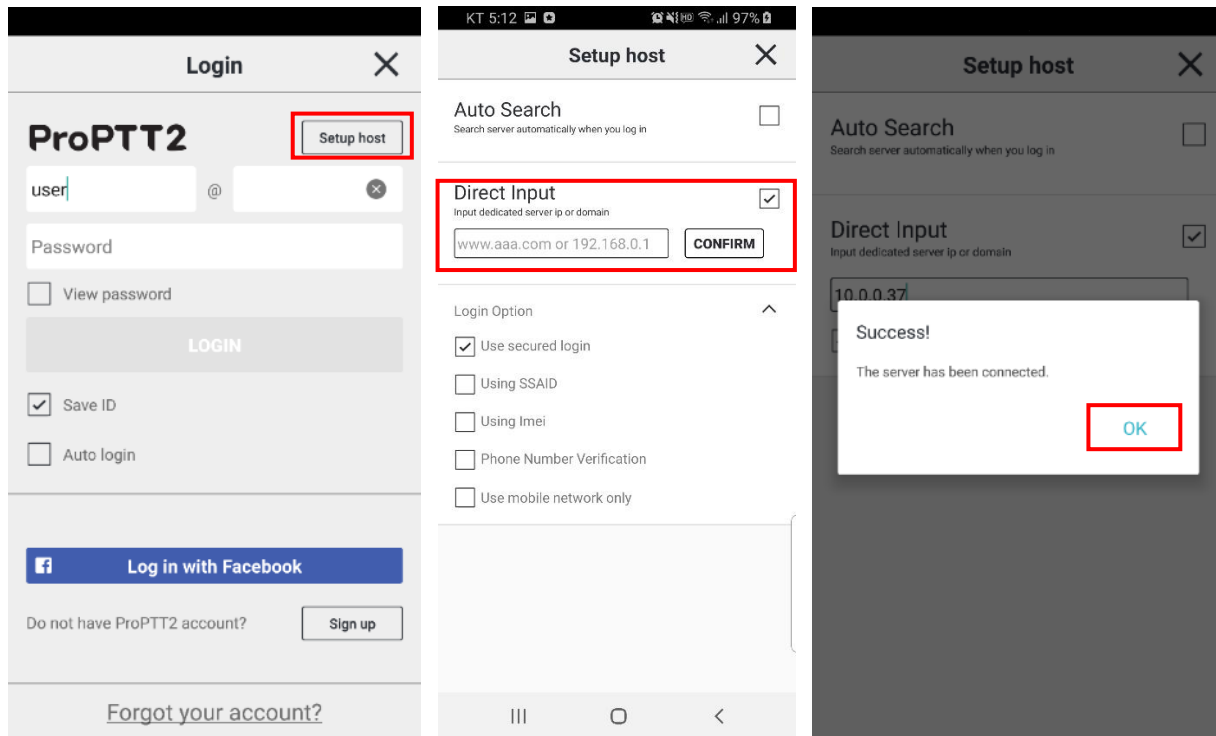 Login
ProPTT2
Setup host
user
@
Password
View password
LOGIN
Save ID
Auto login
Log in with Facebook
Do not have ProPTT2 account?
Sign up
Forgot your account?
KT 5:12
HD
97%
Setup host
Auto Search
Search server automatically when you log in
Direct Input
Input dedicated server ip or domain
www.aaa.com or 192.168.0.1
CONFIRM
Login Option
Use secured login
Using SSAID
Using Imei
Phone Number Verification
Use mobile network only
Setup host
Auto Search
Search server automatically when you log in
Direct Input
Input dedicated server ip or domain
10.0.0.37
Success!
The server has been connected.
OK